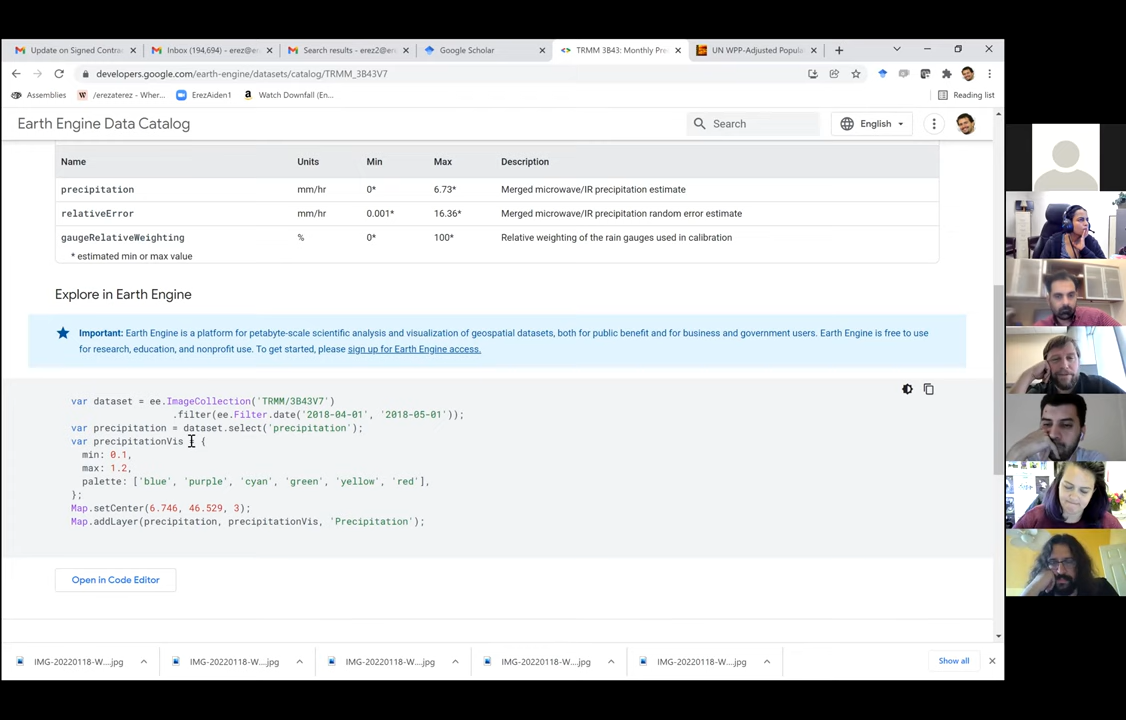 Update on Signed Contra
Inbox (194,694) - erez@e
Search results - erez2@e
Google Scholar
TRMM 3B43: Monthly Pre
UN WPP-Adjusted Popula
developers.google.com/earth-engine/datasets/catalog/TRMM_3B43V7
Assemblies
/erezaterez - Wher...
ErezAiden1
Watch Downfall (En...
Reading list
Earth Engine Data Catalog
Search
English
Name Units Min Max Description
precipitation mm/hr 0* 6.73* Merged microwave/IR precipitation estimate
relativeError mm/hr 0.001* 16.36* Merged microwave/IR precipitation random error estimate
gaugeRelativeWeighting % 0* 100* Relative weighting of the rain gauges used in calibration
* estimated min or max value
Explore in Earth Engine
Important: Earth Engine is a platform for petabyte-scale scientific analysis and visualization of geospatial datasets, both for public benefit and for business and government users. Earth Engine is free to use
for research, education, and nonprofit use. To get started, please sign up for Earth Engine access.
var dataset = ee.ImageCollection('TRMM/3B43V7')
.filter(ee.Filter.date('2018-04-01', '2018-05-01'));
var precipitation = dataset.select('precipitation');
var precipitationVis = {
min: 0.1,
max: 1.2,
palette: ['blue', 'purple', 'cyan', 'green', 'yellow', 'red'],
};
Map.setCenter(6.746, 46.529, 3);
Map.addLayer(precipitation, precipitationVis, 'Precipitation');
Open in Code Editor
IMG-20220118-W....jpg
IMG-20220118-W....jpg
IMG-20220118-W....jpg
IMG-20220118-W....jpg
IMG-20220118-W....jpg
Show all